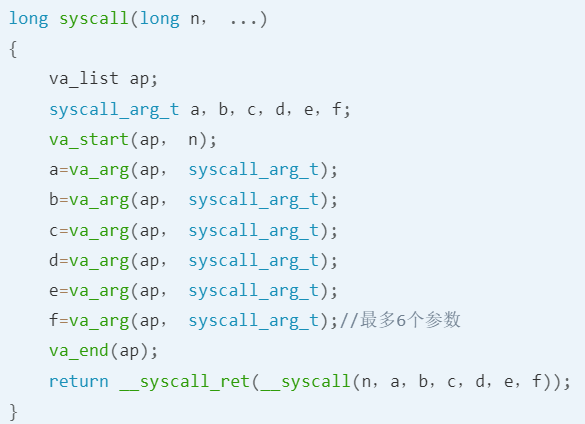 long syscall(long n， ...)
{
    va_list ap;
    syscall_arg_t a，b，c，d，e，f;
    va_start(ap， n);
    a=va_arg(ap， syscall_arg_t);
    b=va_arg(ap， syscall_arg_t);
    c=va_arg(ap， syscall_arg_t);
    d=va_arg(ap， syscall_arg_t);
    e=va_arg(ap， syscall_arg_t);
    f=va_arg(ap， syscall_arg_t);//最多6个参数
    va_end(ap);
    return __syscall_ret(__syscall(n，a，b，c，d，e，f));
}